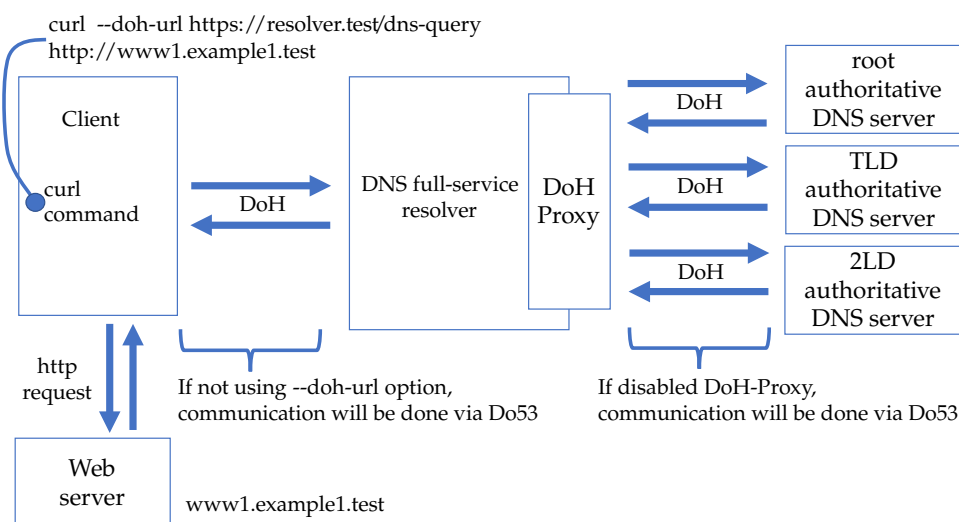 curl --doh-url https://resolver.test/dns-query
http://www1.example1.test
Client
curl
command
DoH
DNS full-service
resolver
DoH
Proxy
DoH
DoH
DoH
root
authoritative
DNS server
TLD
authoritative
DNS server
2LD
authoritative
DNS server
http
request
If not using --doh-url option,
communication will be done via Do53
If disabled DoH-Proxy,
communication will be done via Do53
Web
server
www1.example1.test